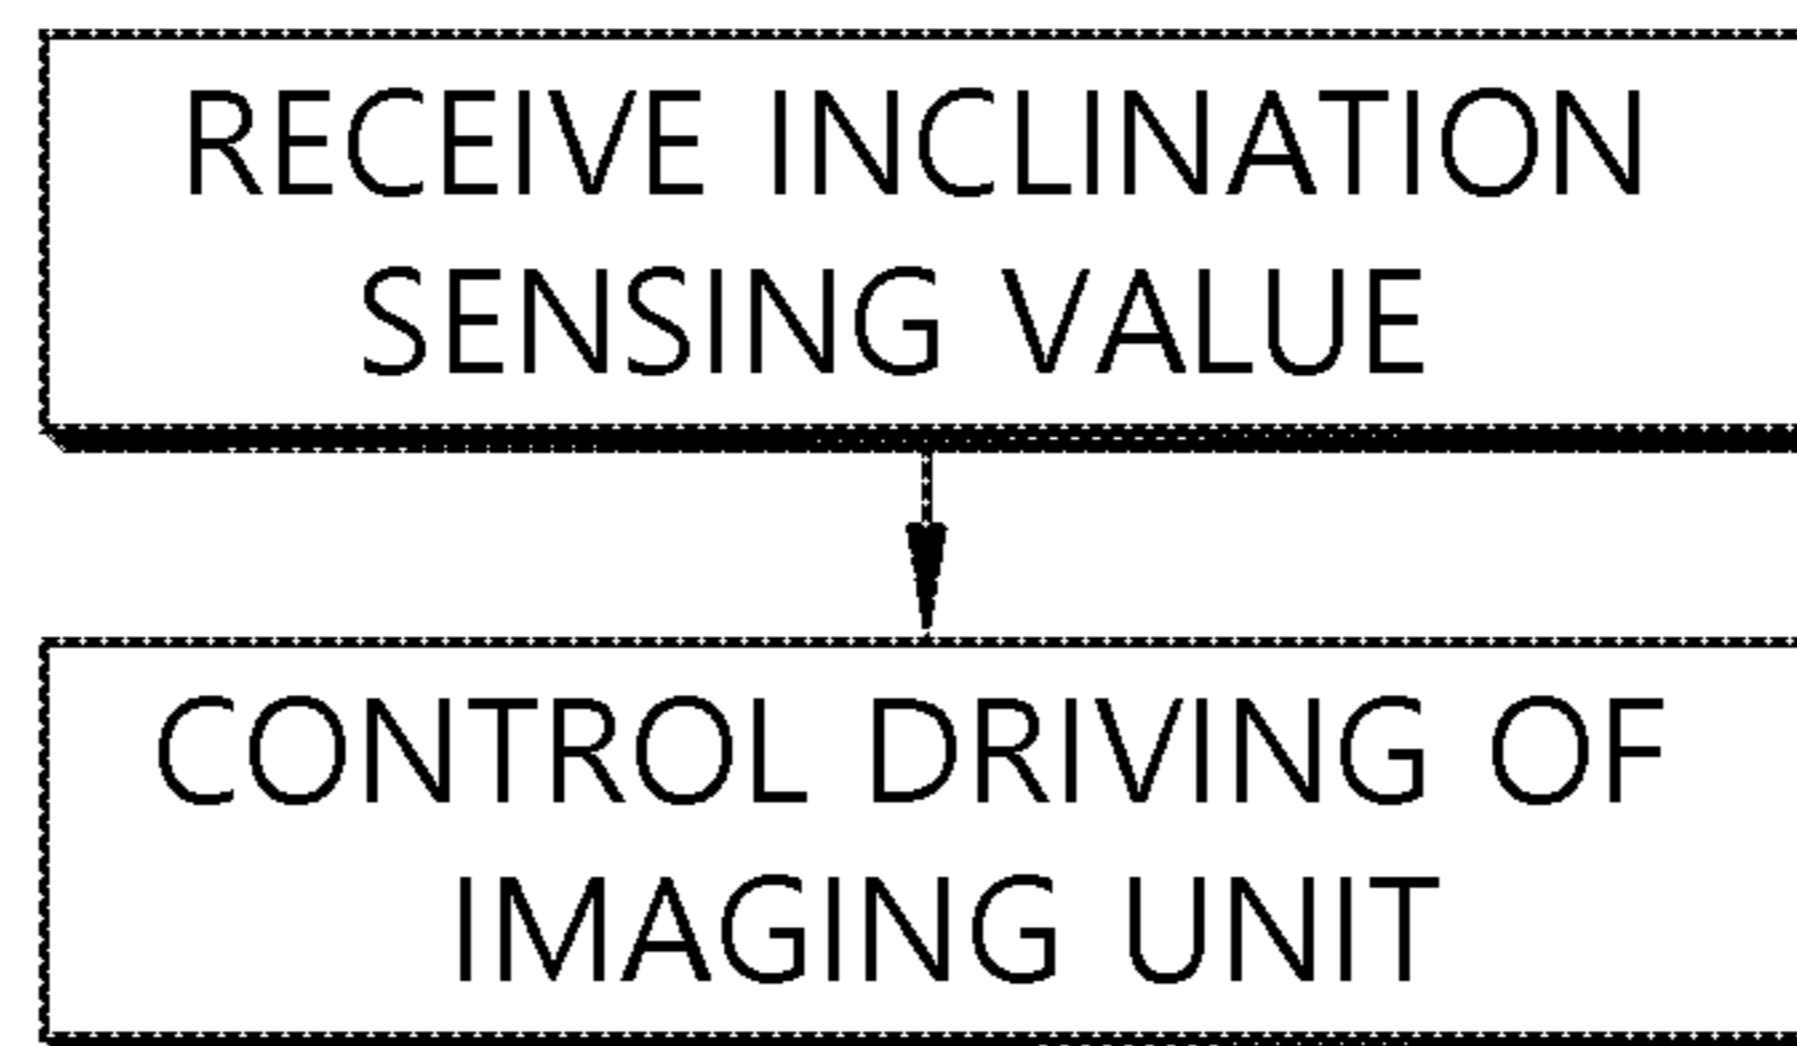 RECEIVE INCLINATION
SENSING VALUE
CONTROL DRIVING OF
IMAGING UNIT